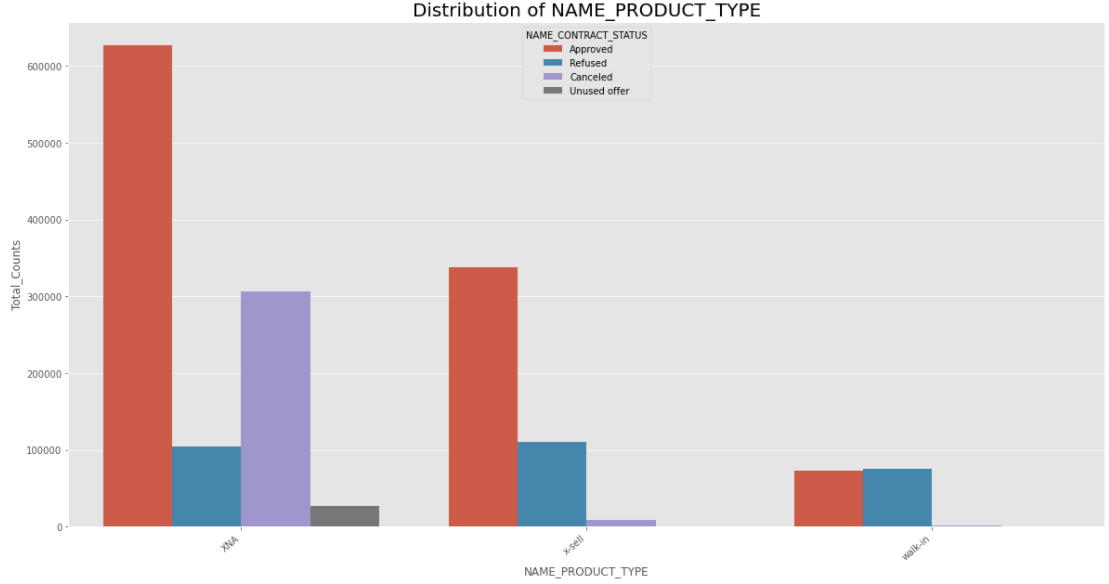 Distribution of NAME_PRODUCT_TYPE
NAME_CONTRACT_STATUS
Approved
Refused
Canceled
Unused offer
Total_Counts
600000
500000
400000
300000
200000
100000
0
XNA
x-sell
walk-in
NAME_PRODUCT_TYPE